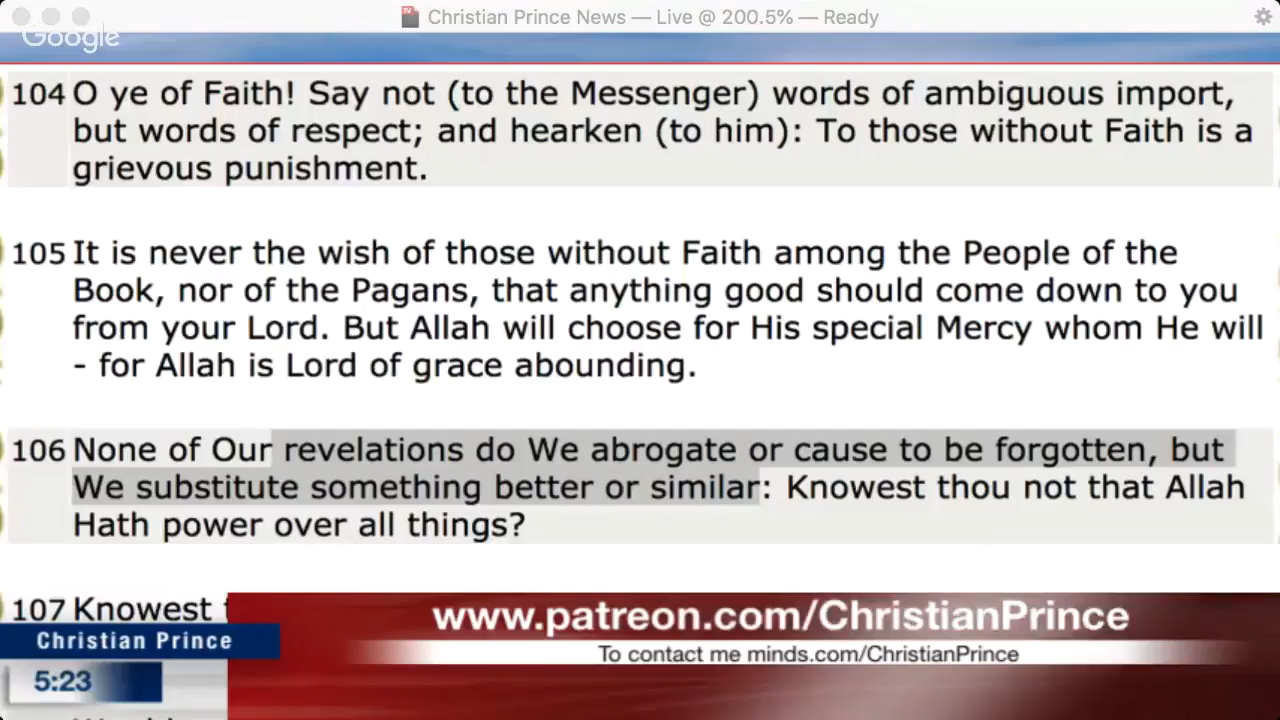 Christian Prince News — Live @ 200.5% — Ready
Google
104 O ye of Faith! Say not (to the Messenger) words of ambiguous import,
but words of respect; and hearken (to him): To those without Faith is a
grievous punishment.
105 It is never the wish of those without Faith among the People of the
Book, nor of the Pagans, that anything good should come down to you
from your Lord. But Allah will choose for His special Mercy whom He will
- for Allah is Lord of grace abounding.
106 None of Our revelations do We abrogate or cause to be forgotten, but
We substitute something better or similar: Knowest thou not that Allah
Hath power over all things?
107 Knowest
www.patreon.com/ChristianPrince
Christian Prince
To contact me minds.com/ChristianPrince
5:23